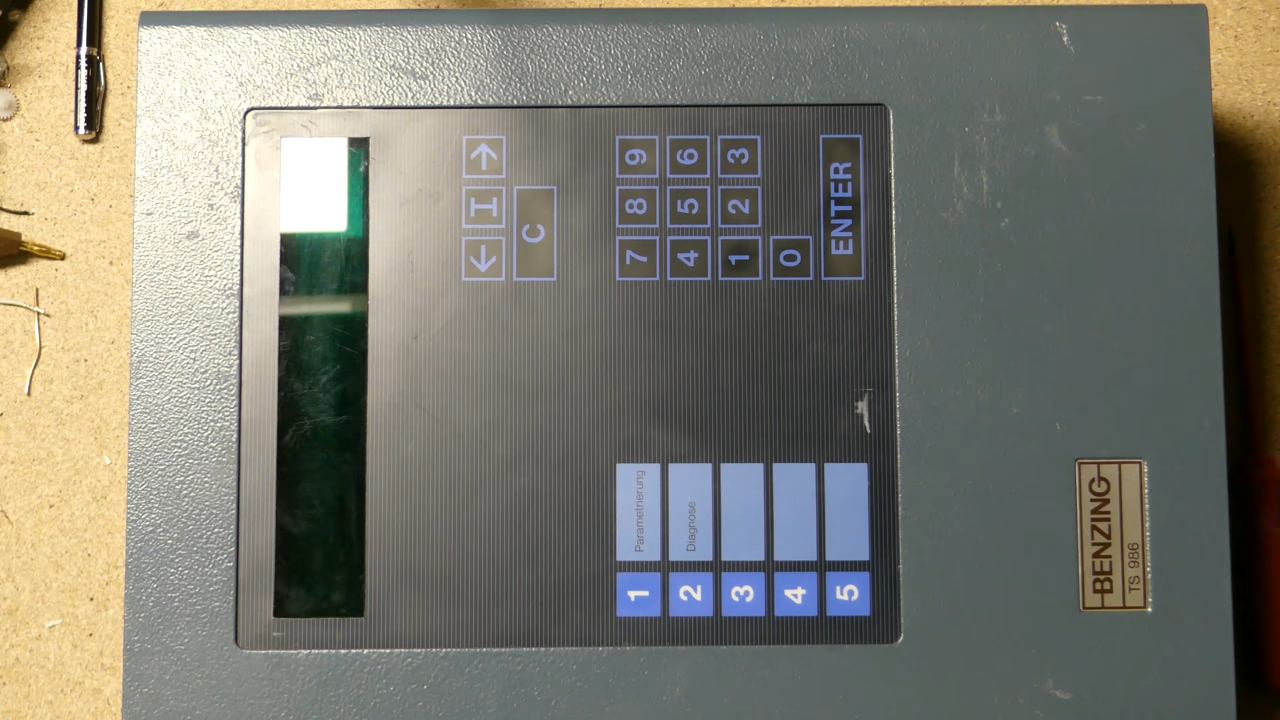 ↑ I ↓
C
1 Parametrierung 7 8 9
2 Diagnose 4 5 6
3 1 2 3
4 0
5 ENTER
BENZING
TS 986